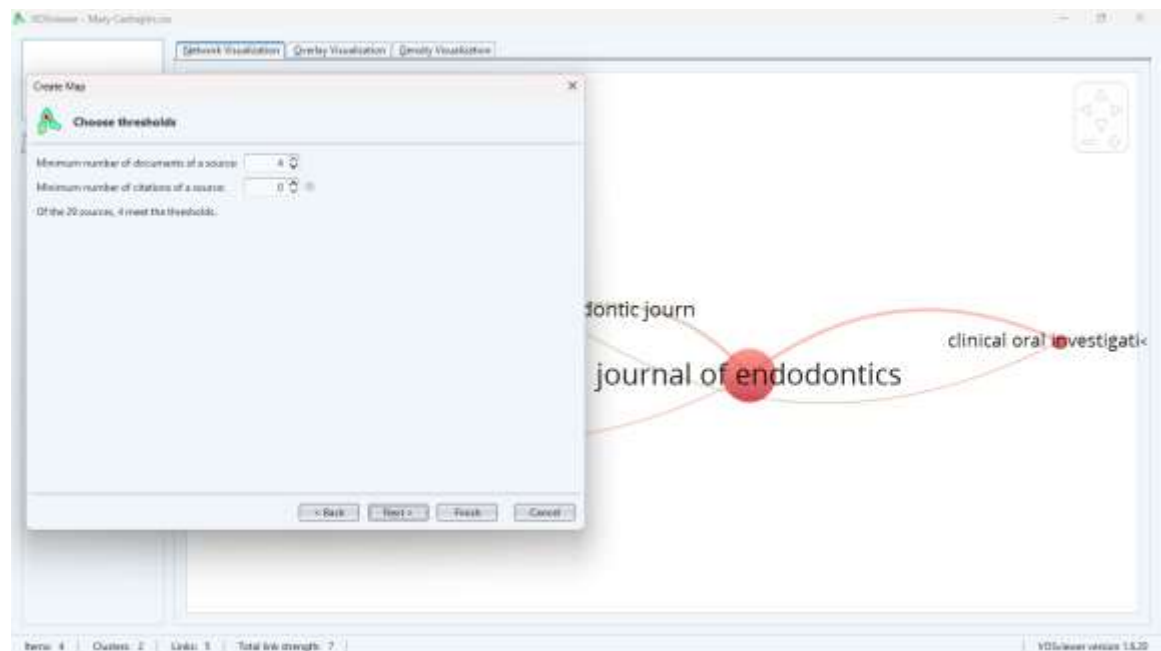 VOSviewer - Mary Castaglini.csv
Network Visualization Overlay Visualization Density Visualization
Create Map
Choose thresholds
Minimum number of documents of a source: 4
Minimum number of citations of a source: 0
Of the 29 sources, 4 meet the thresholds.
< Back Next > Finish Cancel
dontic journ
clinical oral investigati<
journal of endodontics
Items: 4 Clusters: 2 Links: 5 Total link strength: 7
VOSviewer version 1.6.20